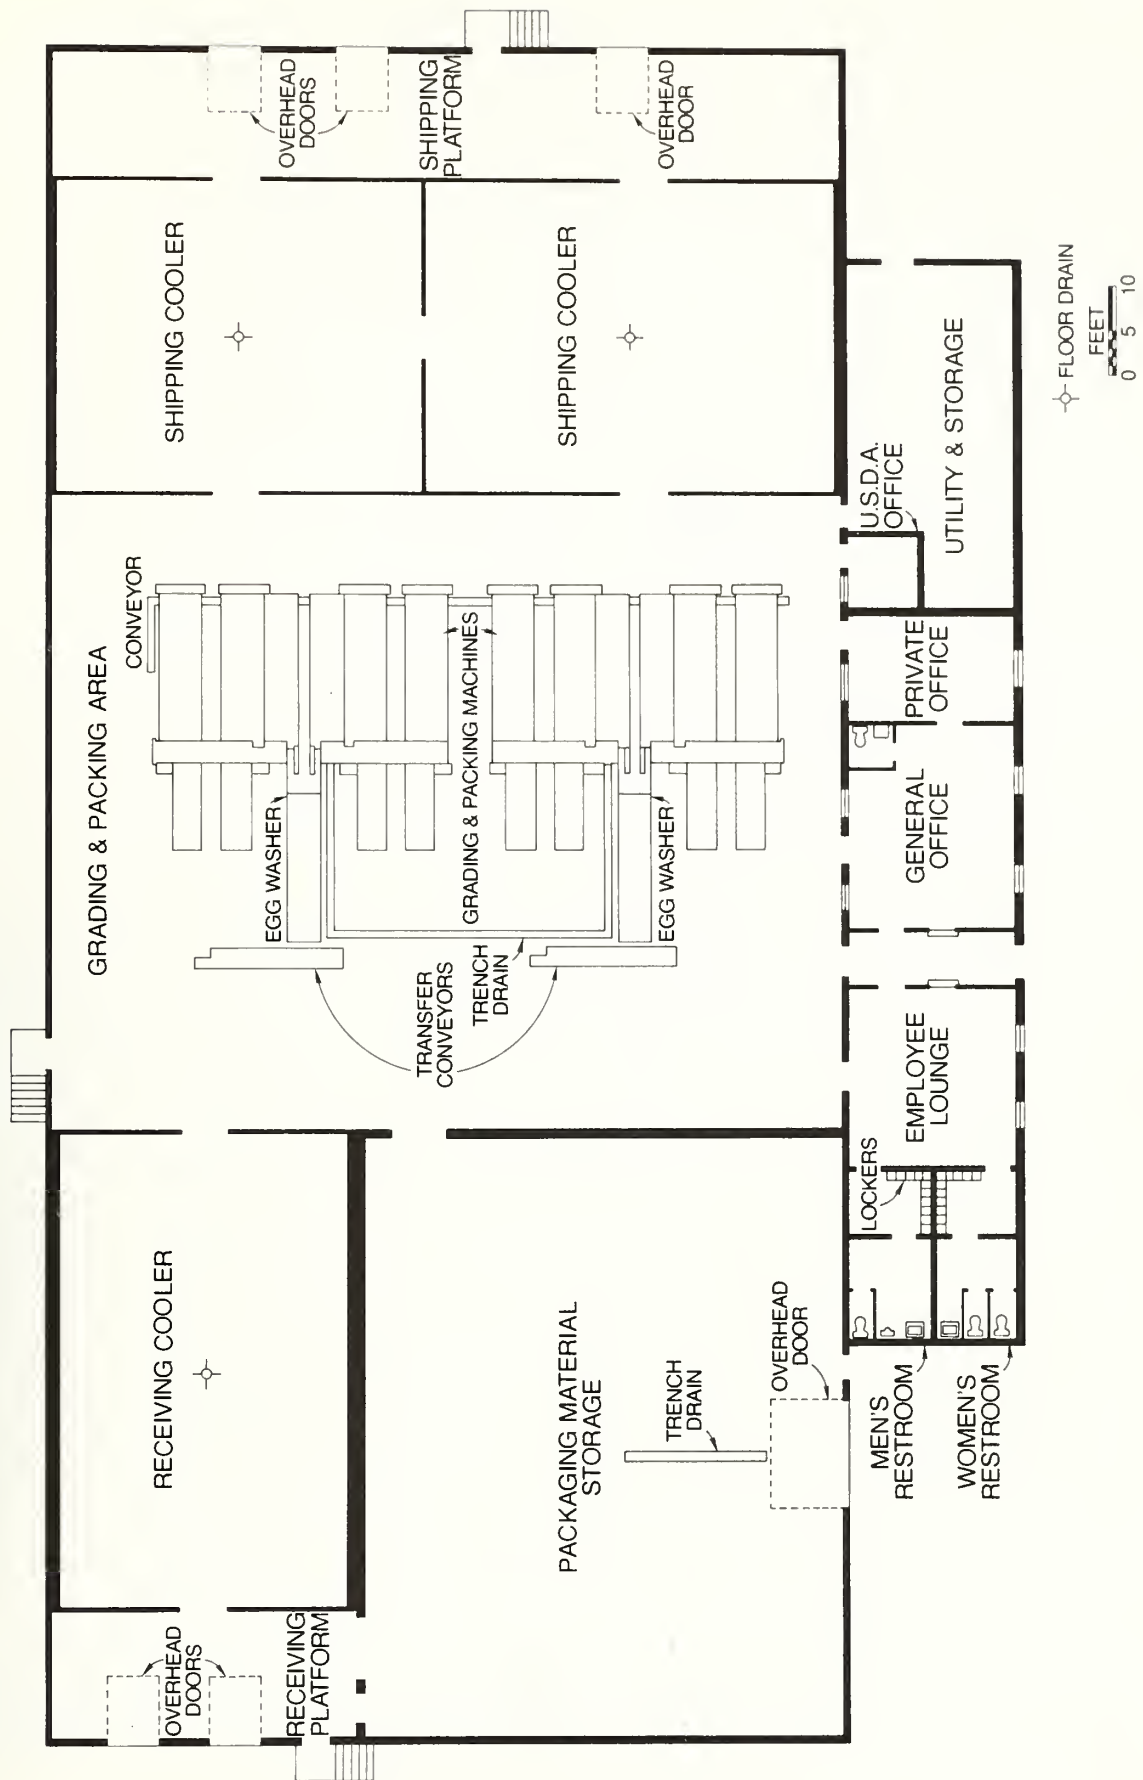 OVERHEAD
DOORS
RECEIVING
PLATFORM
RECEIVING COOLER
PACKAGING MATERIAL
STORAGE
TRENCH
DRAIN
OVERHEAD
DOOR
MEN'S
RESTROOM
WOMEN'S
RESTROOM
LOCKERS
EMPLOYEE
LOUNGE
GRADING & PACKING AREA
TRANSFER
CONVEYORS
TRENCH
DRAIN
EGG WASHER
GRADING & PACKING MACHINES
EGG WASHER
CONVEYOR
GENERAL
OFFICE
PRIVATE
OFFICE
U.S.D.A.
OFFICE
UTILITY & STORAGE
SHIPPING COOLER
SHIPPING COOLER
OVERHEAD
DOORS
SHIPPING
PLATFORM
OVERHEAD
DOOR
FLOOR DRAIN
FEET
0 5 10